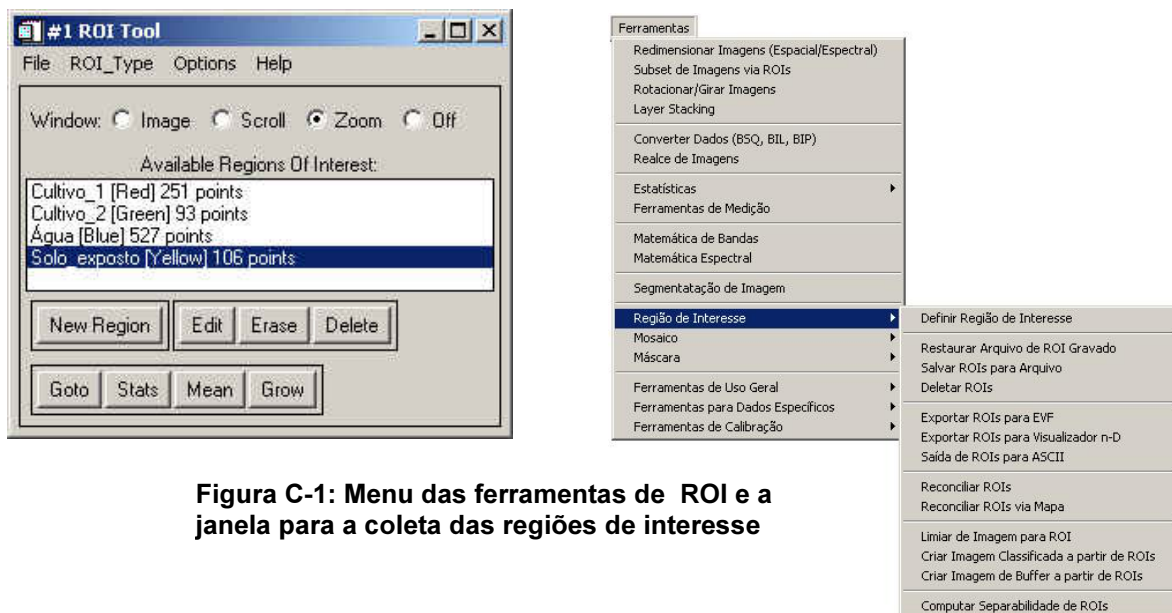 #1 ROI Tool
File ROI_Type Options Help
Window: Image Scroll Zoom Off
Available Regions Of Interest:
Cultivo_1 [Red] 251 points
Cultivo_2 [Green] 93 points
Água [Blue] 527 points
Solo_exposto [Yellow] 106 points
New Region Edit Erase Delete
Goto Stats Mean Grow
Ferramentas
Redimensionar Imagens (Espacial/Espectral)
Subset de Imagens via ROIs
Rotacionar/Girar Imagens
Layer Stacking
Converter Dados (BSQ, BIL, BIP)
Realce de Imagens
Estatísticas
Ferramentas de Medição
Matemática de Bandas
Matemática Espectral
Segmentatação de Imagem
Região de Interesse
Mosaico
Máscara
Ferramentas de Uso Geral
Ferramentas para Dados Específicos
Ferramentas de Calibração
Definir Região de Interesse
Restaurar Arquivo de ROI Gravado
Salvar ROIs para Arquivo
Deletar ROIs
Exportar ROIs para EVF
Exportar ROIs para Visualizador n-D
Saída de ROIs para ASCII
Reconciliar ROIs
Reconciliar ROIs via Mapa
Limiar de Imagem para ROI
Criar Imagem Classificada a partir de ROIs
Criar Imagem de Buffer a partir de ROIs
Computar Separabilidade de ROIs
Figura C-1: Menu das ferramentas de ROI e a
janela para a coleta das regiões de interesse